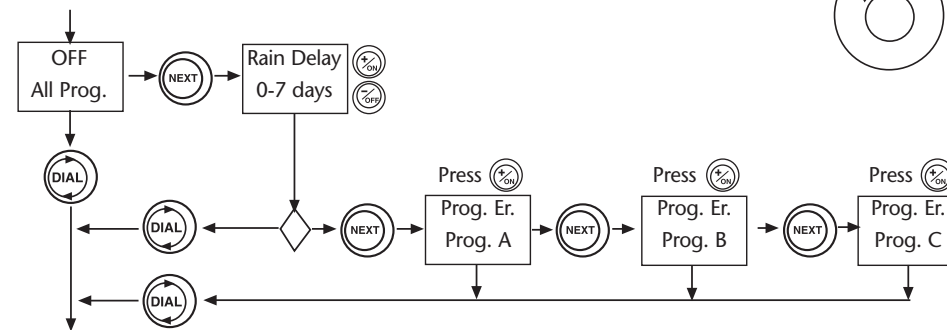 OFF
All Prog.
NEXT
Rain Delay
0-7 days
+/ON
−/OFF
DIAL
DIAL
NEXT
Press +/ON
Prog. Er.
Prog. A
NEXT
Press +/ON
Prog. Er.
Prog. B
NEXT
Press +/ON
Prog. Er.
Prog. C
DIAL